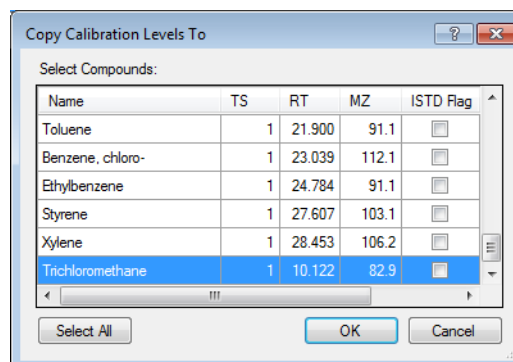 Copy Calibration Levels To
Select Compounds:
Name TS RT MZ ISTD Flag
Toluene 1 21.900 91.1
Benzene, chloro- 1 23.039 112.1
Ethylbenzene 1 24.784 91.1
Styrene 1 27.607 103.1
Xylene 1 28.453 106.2
Trichloromethane 1 10.122 82.9
Select All OK Cancel